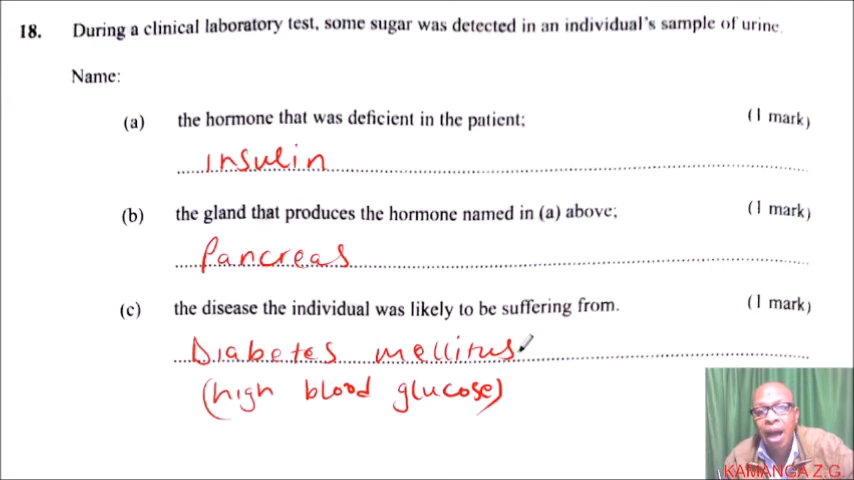 18. During a clinical laboratory test, some sugar was detected in an individual's sample of urine.
Name:
(a) the hormone that was deficient in the patient; (1 mark)
Insulin
(b) the gland that produces the hormone named in (a) above; (1 mark)
Pancreas
(c) the disease the individual was likely to be suffering from. (1 mark)
Diabetes mellitus
(high blood glucose)
KAMANGA Z.G.